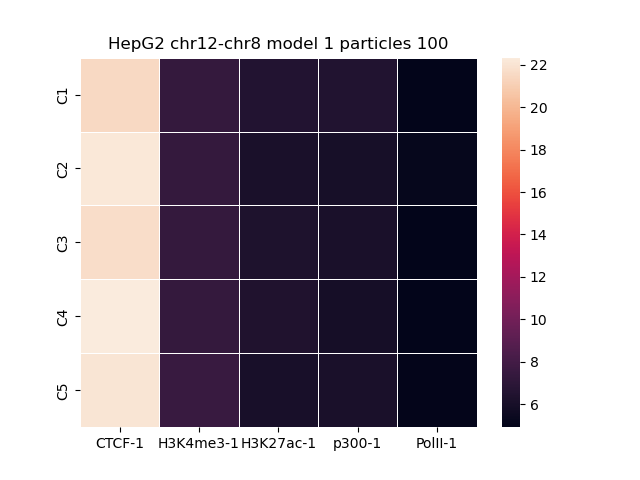 HepG2 chr12-chr8 model 1 particles 100
C1
C2
C3
C4
C5
CTCF-1 H3K4me3-1 H3K27ac-1 p300-1 PolII-1
22
20
18
16
14
12
10
8
6